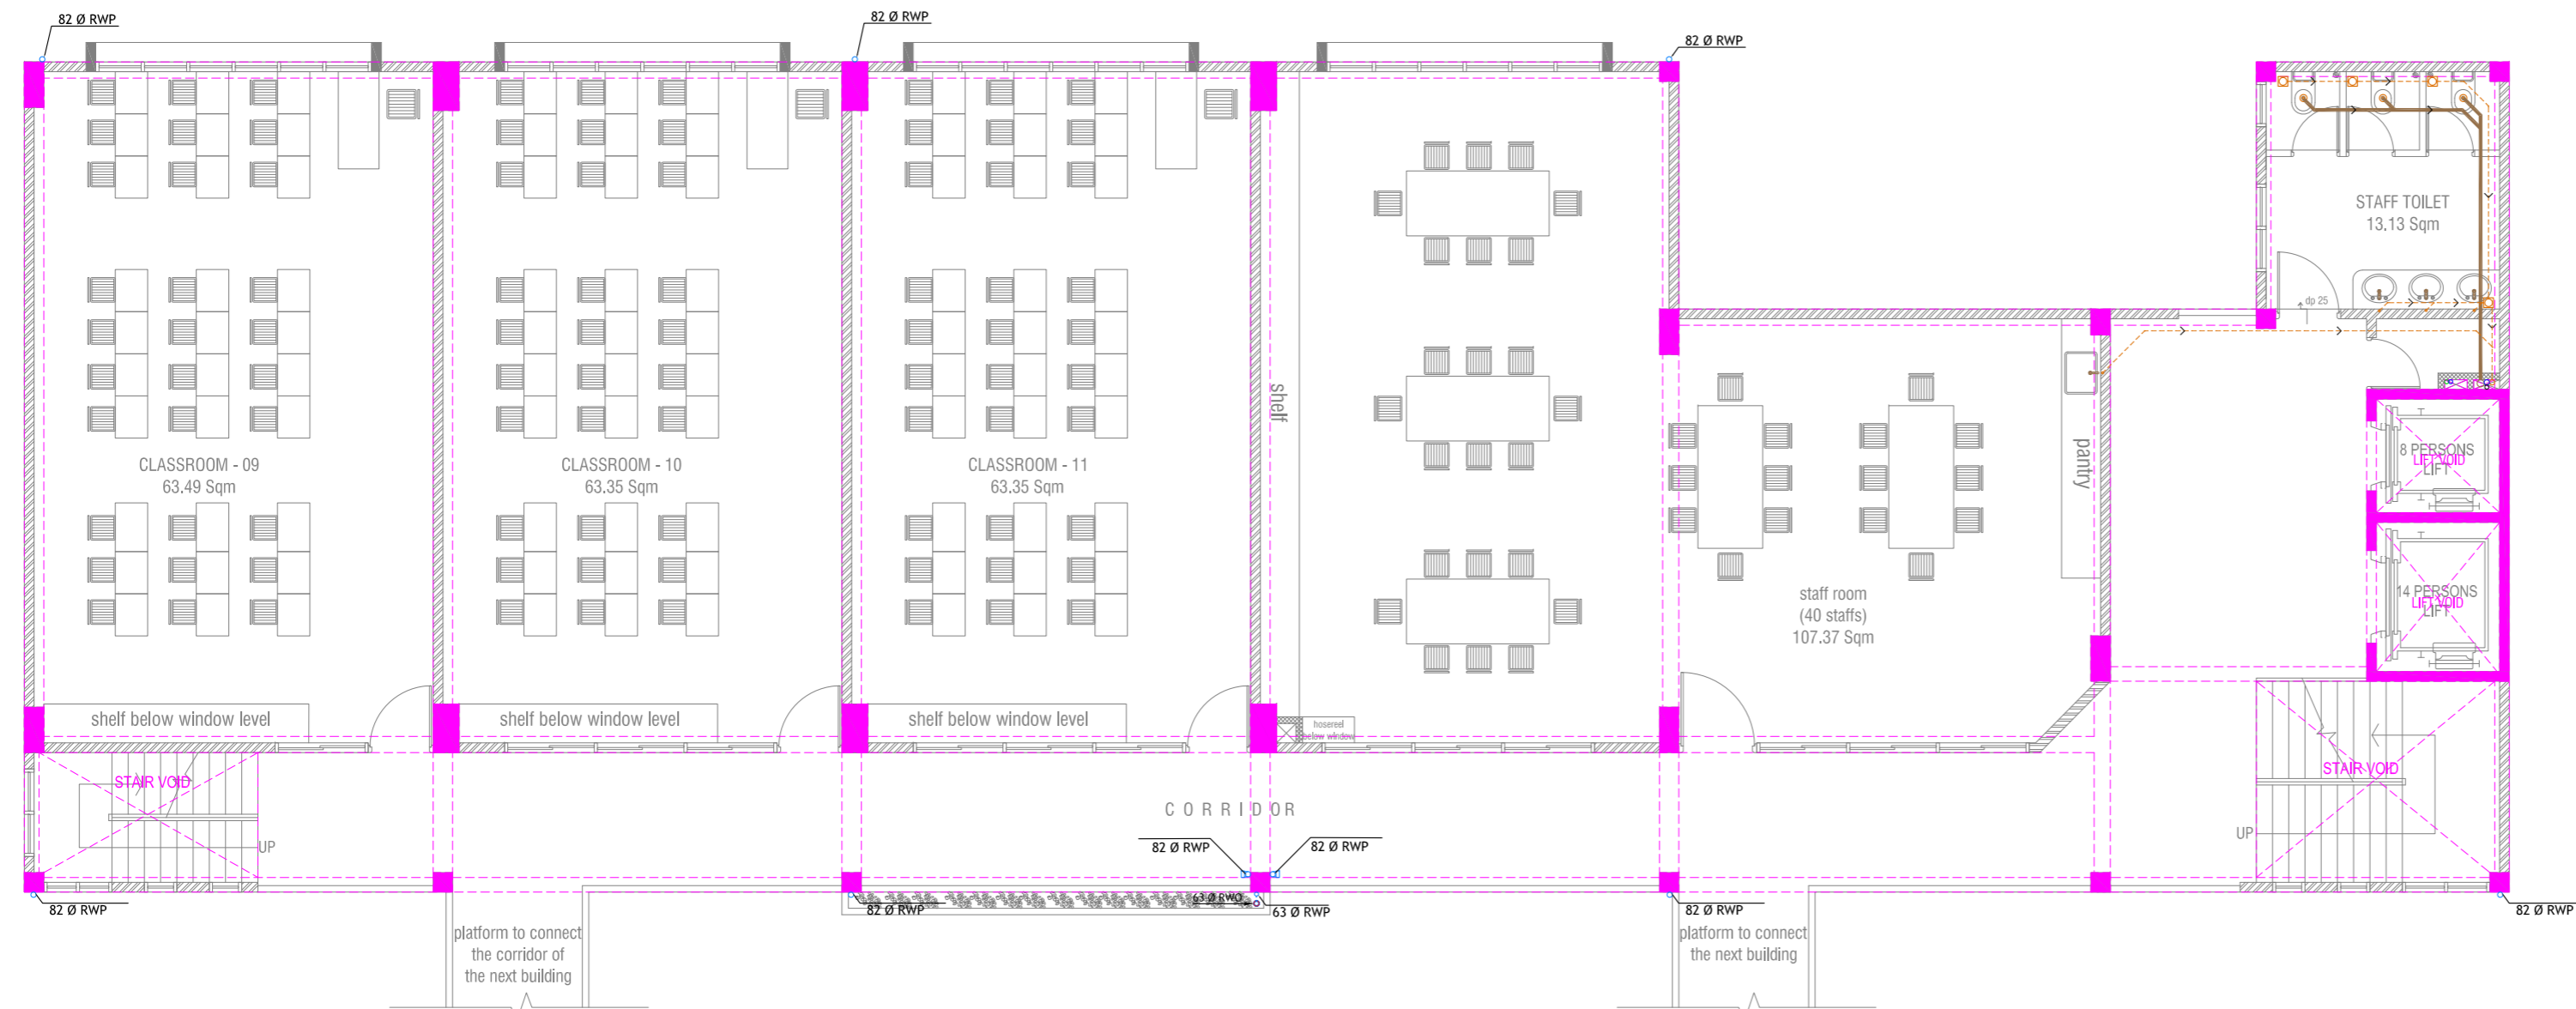 82 Ø RWP
82 Ø RWP
82 Ø RWP
STAFF TOILET
13.13 Sqm
dp 25
shelf
pantry
8 PERSONS
LIFT
LIFT VOID
14 PERSONS
LIFT
LIFT VOID
CLASSROOM - 09
63.49 Sqm
CLASSROOM - 10
63.35 Sqm
CLASSROOM - 11
63.35 Sqm
staff room
(40 staffs)
107.37 Sqm
shelf below window level
shelf below window level
shelf below window level
hosereel
below window
STAIR VOID
UP
CORRIDOR
STAIR VOID
UP
82 Ø RWP
82 Ø RWP
82 Ø RWP
82 Ø RWP
63 Ø RWO
63 Ø RWP
82 Ø RWP
82 Ø RWP
platform to connect
the corridor of
the next building
platform to connect
the next building